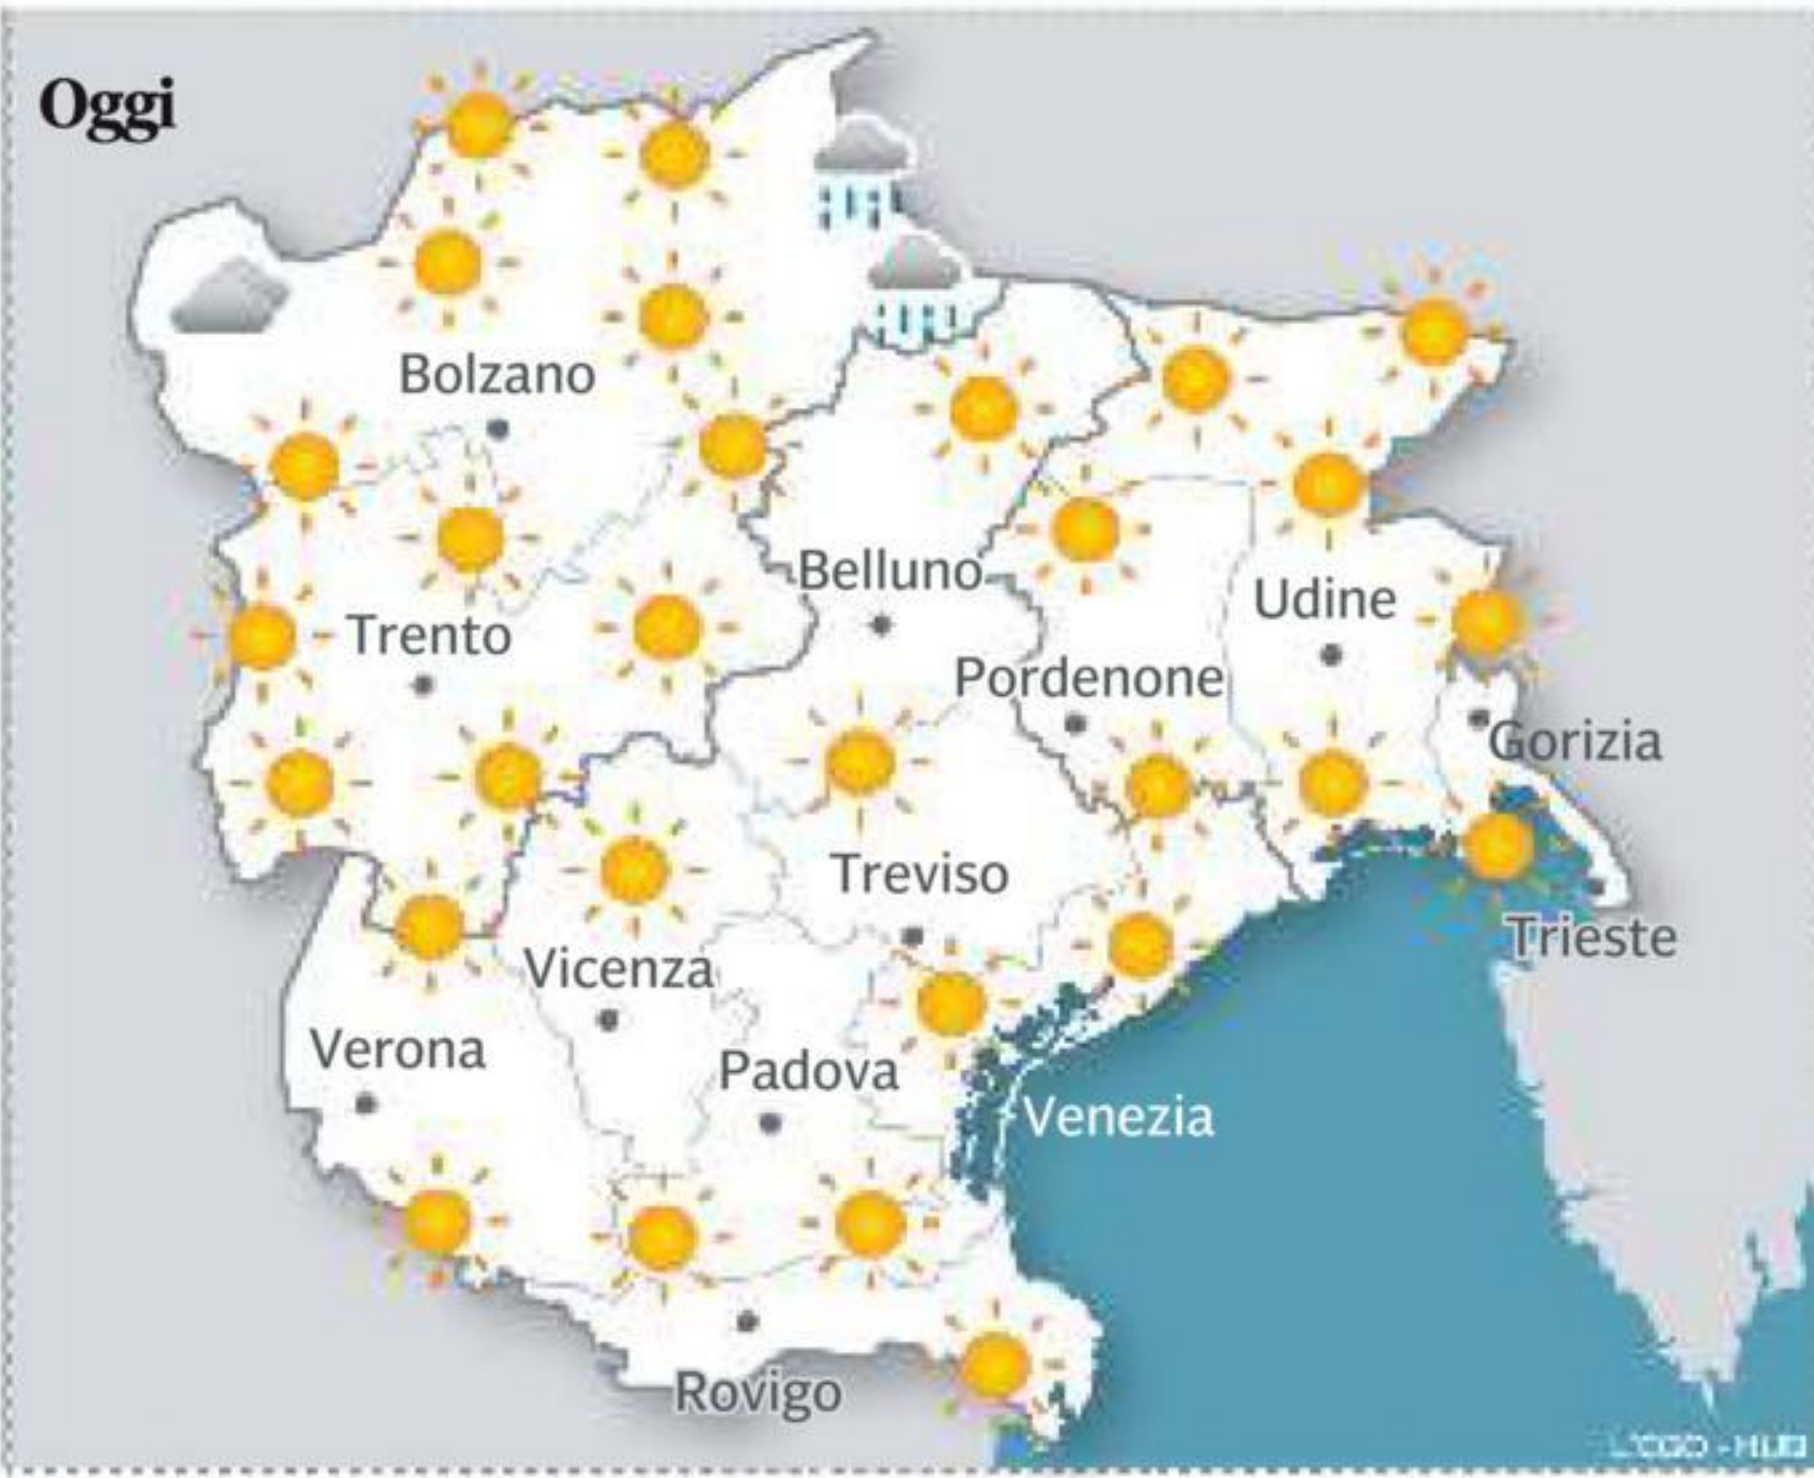 Oggi
Bolzano
Belluno
Udine
Trento
Pordenone
Gorizia
Treviso
Trieste
Vicenza
Verona
Padova
Venezia
Rovigo